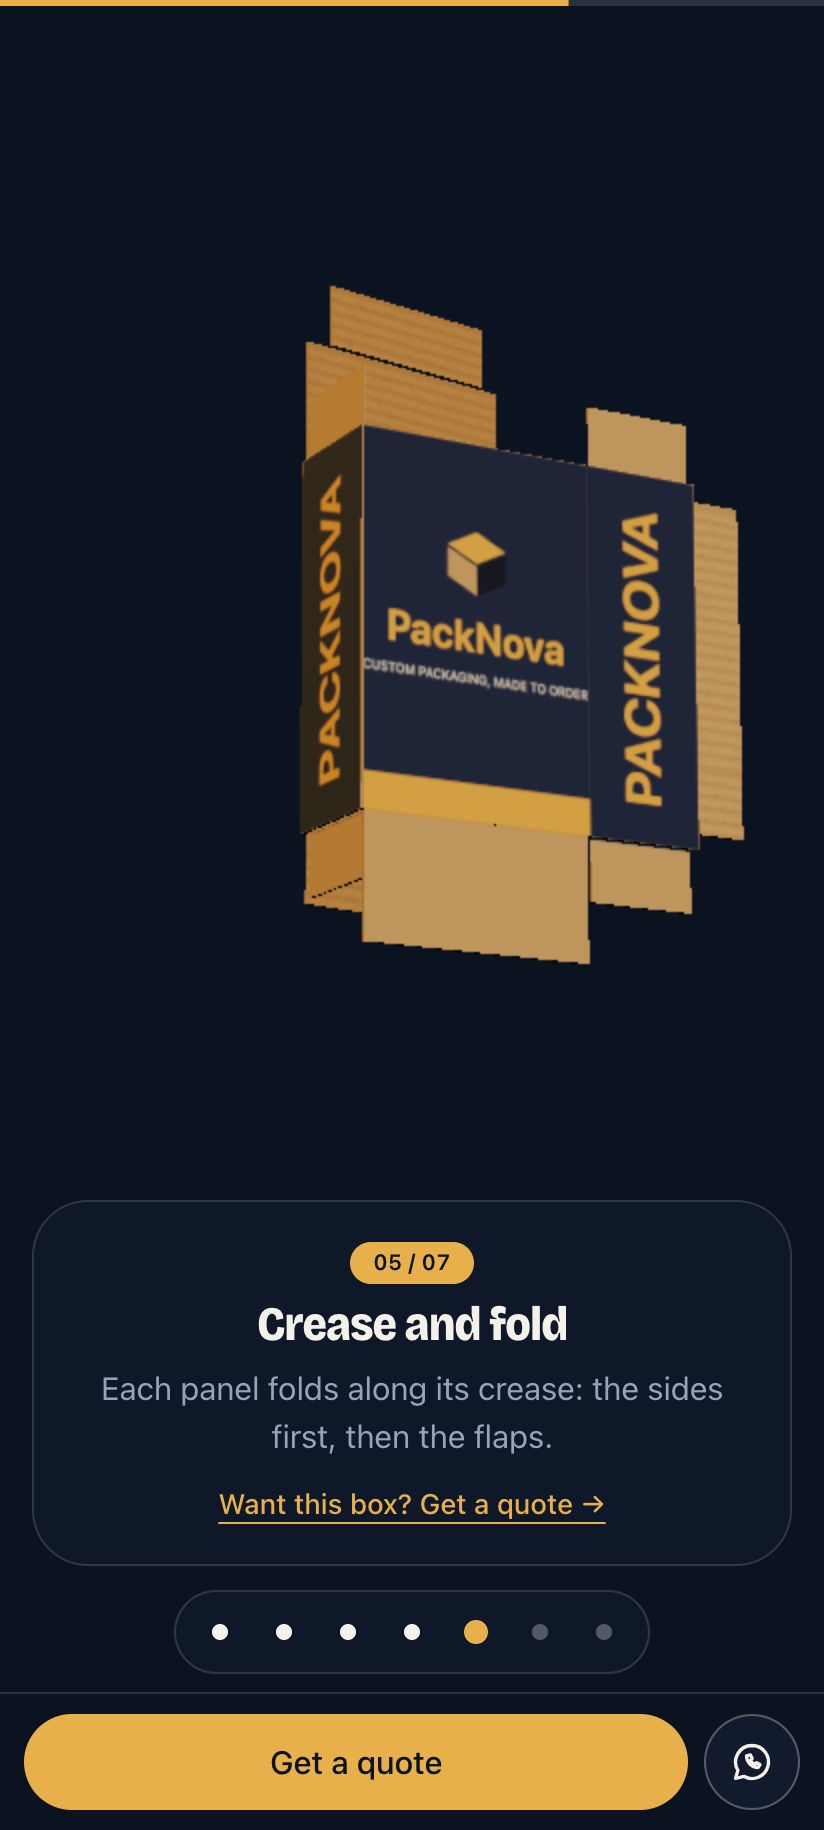 PACKNOVA
PackNova
CUSTOM PACKAGING, MADE TO ORDER
PACKNOVA
05 / 07
Crease and fold
Each panel folds along its crease: the sides
first, then the flaps.
Want this box? Get a quote →
Get a quote